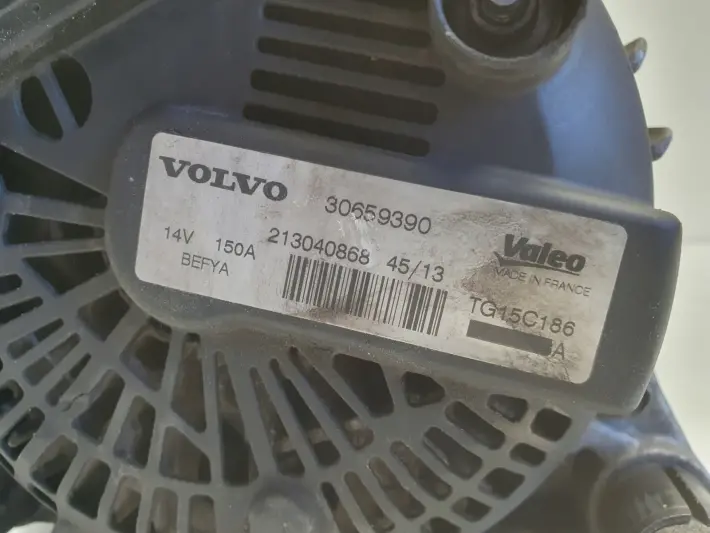 VOLVO 30659390
14V 150A 213040868 45/13
BEFYA
Valeo
MADE IN FRANCE
TG15C186
A